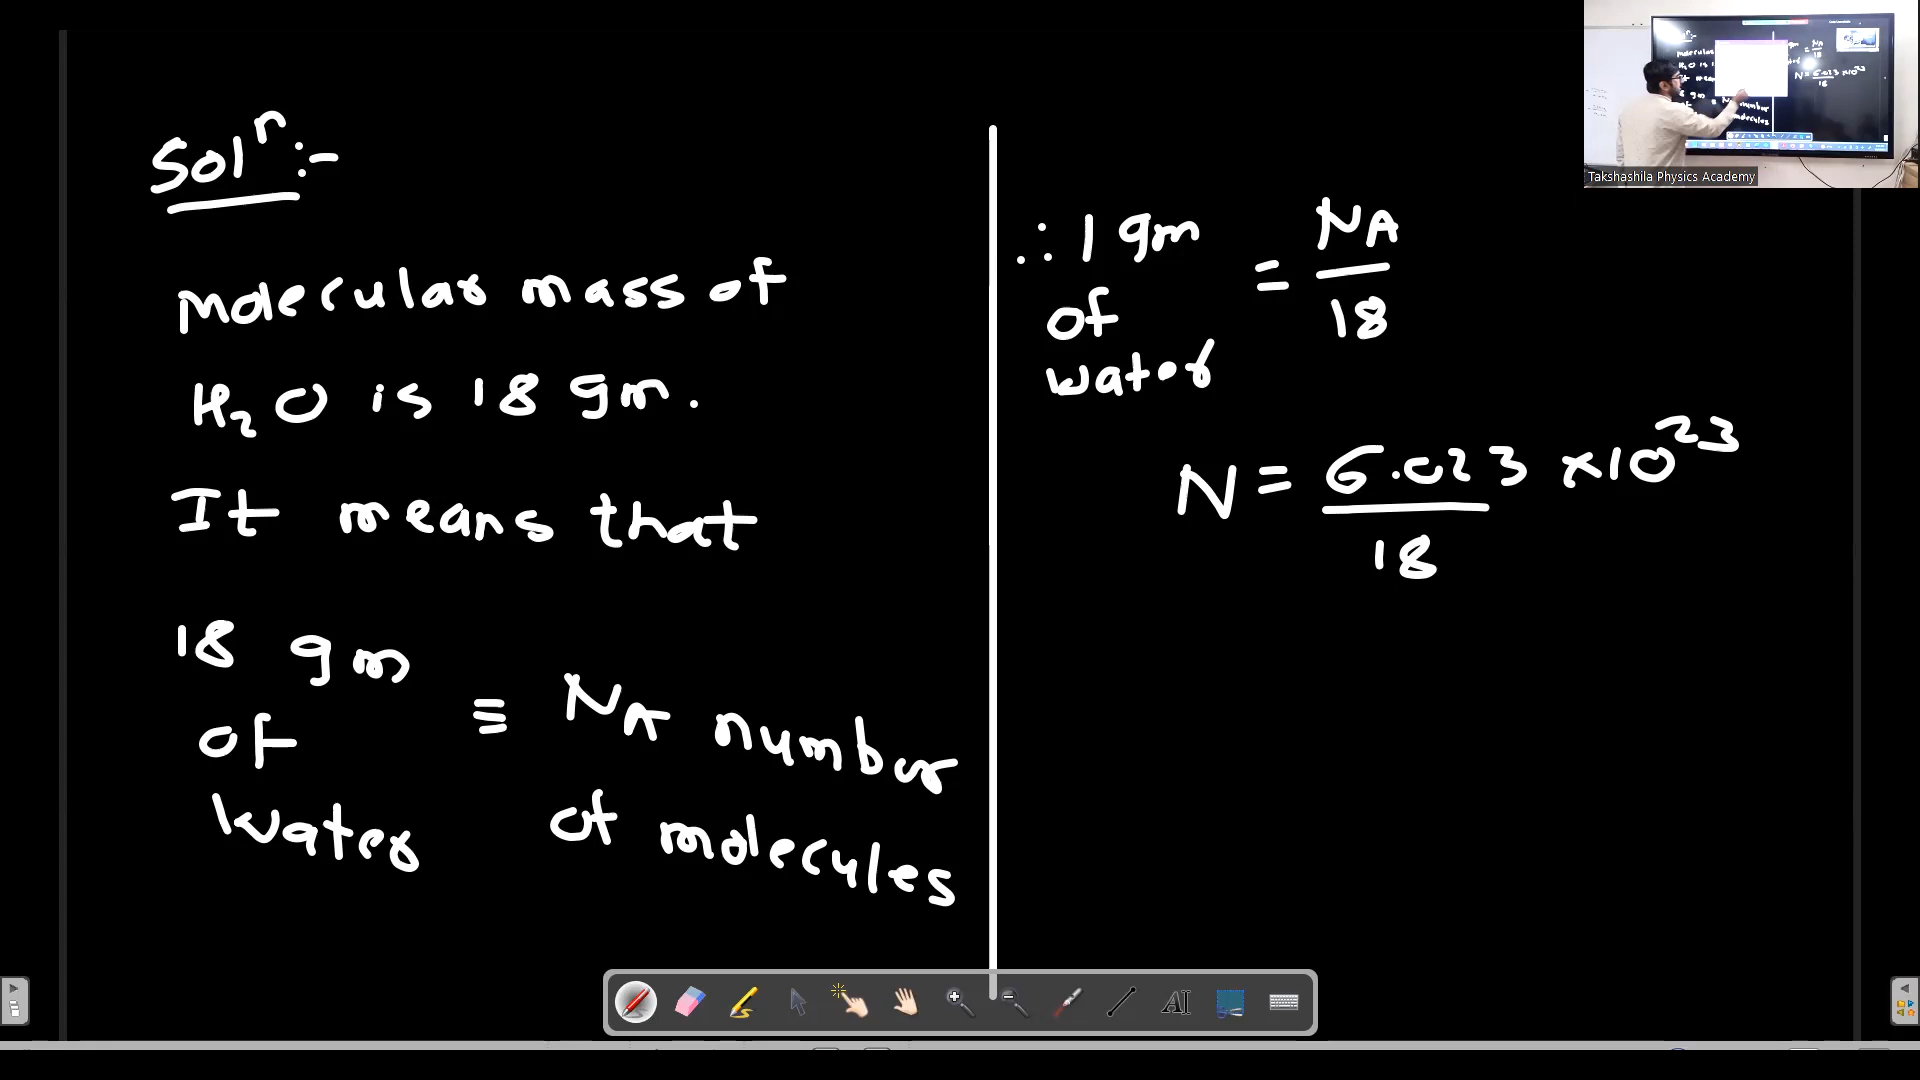 Solⁿ :-
molecular mass of
H₂O is 18 gm.
It means that
18 gm
of
water
≡ NA number
of molecules
∴ 1 gm
of
water
= NA/18
N = 6.023/18 × 10²³
Takshashila Physics Academy